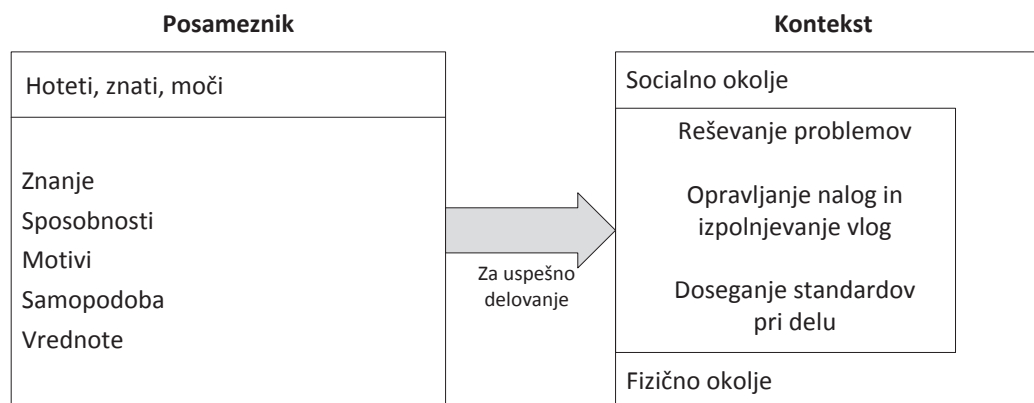 Posameznik
Hoteti, znati, moči
Znanje
Sposobnosti
Motivi
Samopodoba
Vrednote
Za uspešno
delovanje
Kontekst
Socialno okolje
Reševanje problemov
Opravljanje nalog in
izpolnjevanje vlog
Doseganje standardov
pri delu
Fizično okolje